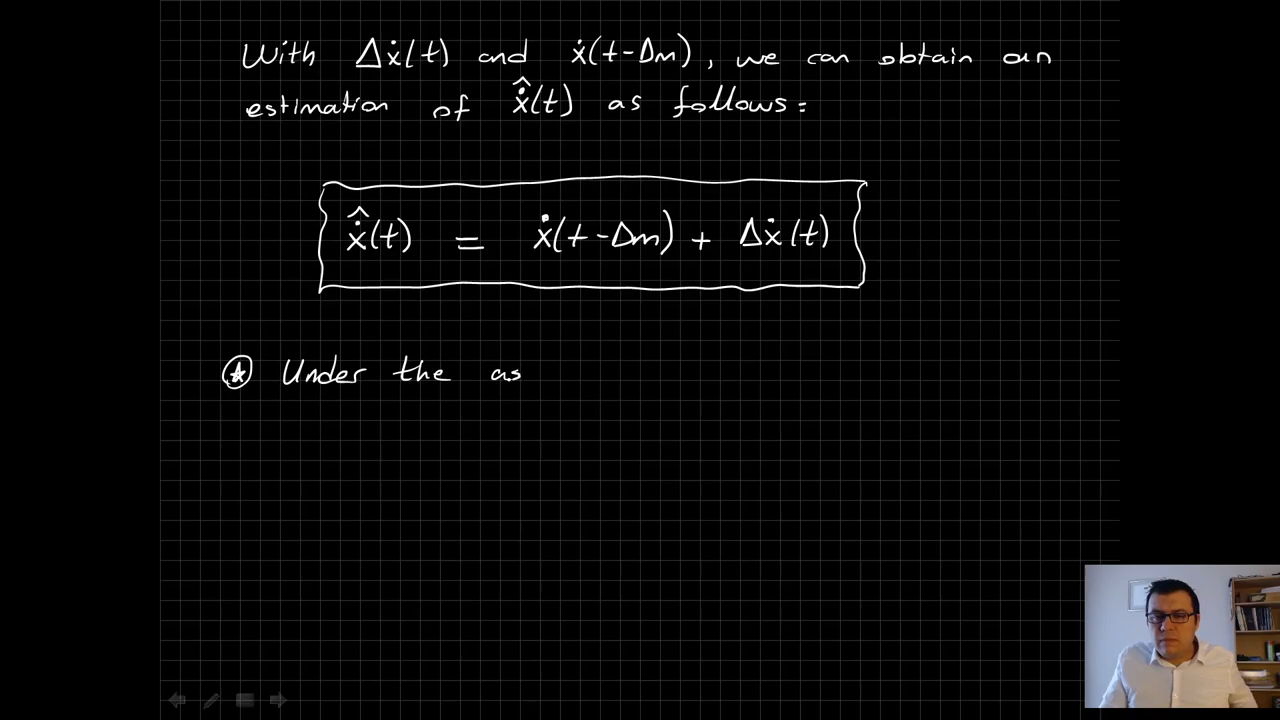 With Δẋ(t) and ẋ(t-Δm), we can obtain an
estimation of ẋ̂(t) as follows:
ẋ̂(t) = ẋ(t-Δm) + Δẋ(t)
⍟ Under the as